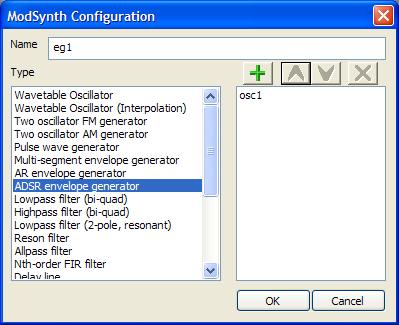 ModSynth Configuration
Name
eg1
Type
Wavetable Oscillator
Wavetable Oscillator (Interpolation)
Two oscillator FM generator
Two oscillator AM generator
Pulse wave generator
Multi-segment envelope generator
AR envelope generator
ADSR envelope generator
Lowpass filter (bi-quad)
Highpass filter (bi-quad)
Lowpass filter (2-pole, resonant)
Reson filter
Allpass filter
Nth-order FIR filter
Delay line
osc1
OK
Cancel